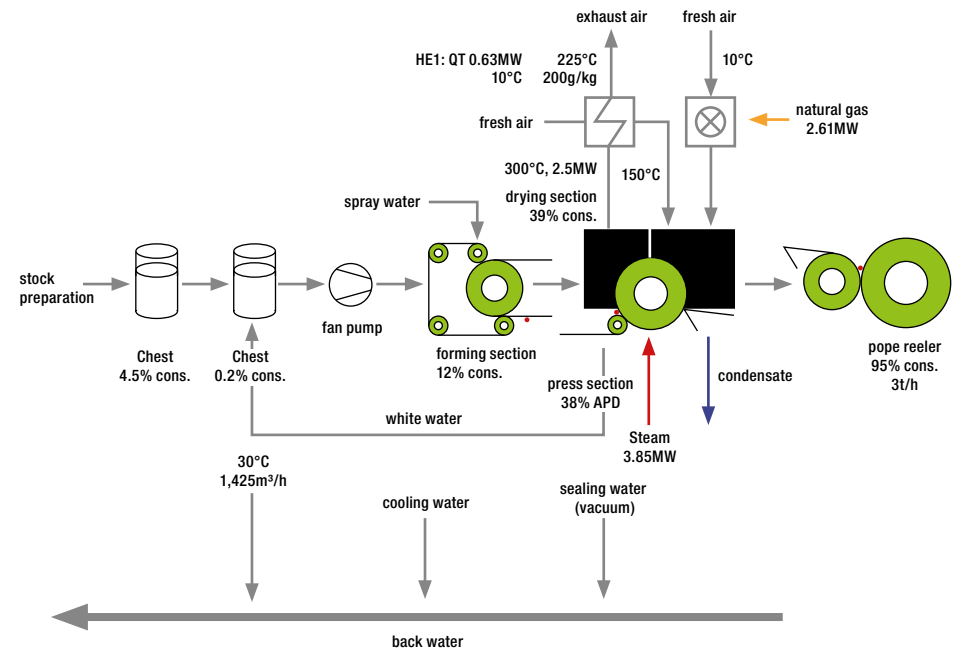 exhaust air
fresh air
HE1: QT 0.63MW
10°C
225°C
200g/kg
10°C
natural gas
2.61MW
fresh air
300°C, 2.5MW
150°C
drying section
39% cons.
spray water
stock
preparation
fan pump
Chest
4.5% cons.
Chest
0.2% cons.
forming section
12% cons.
press section
38% APD
condensate
pope reeler
95% cons.
3t/h
white water
Steam
3.85MW
30°C
1,425m³/h
cooling water
sealing water
(vacuum)
back water